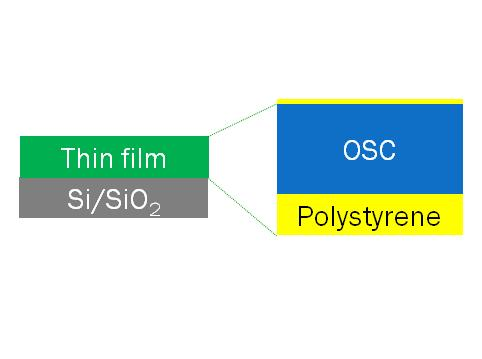 Thin film
Si/SiO₂
OSC
Polystyrene